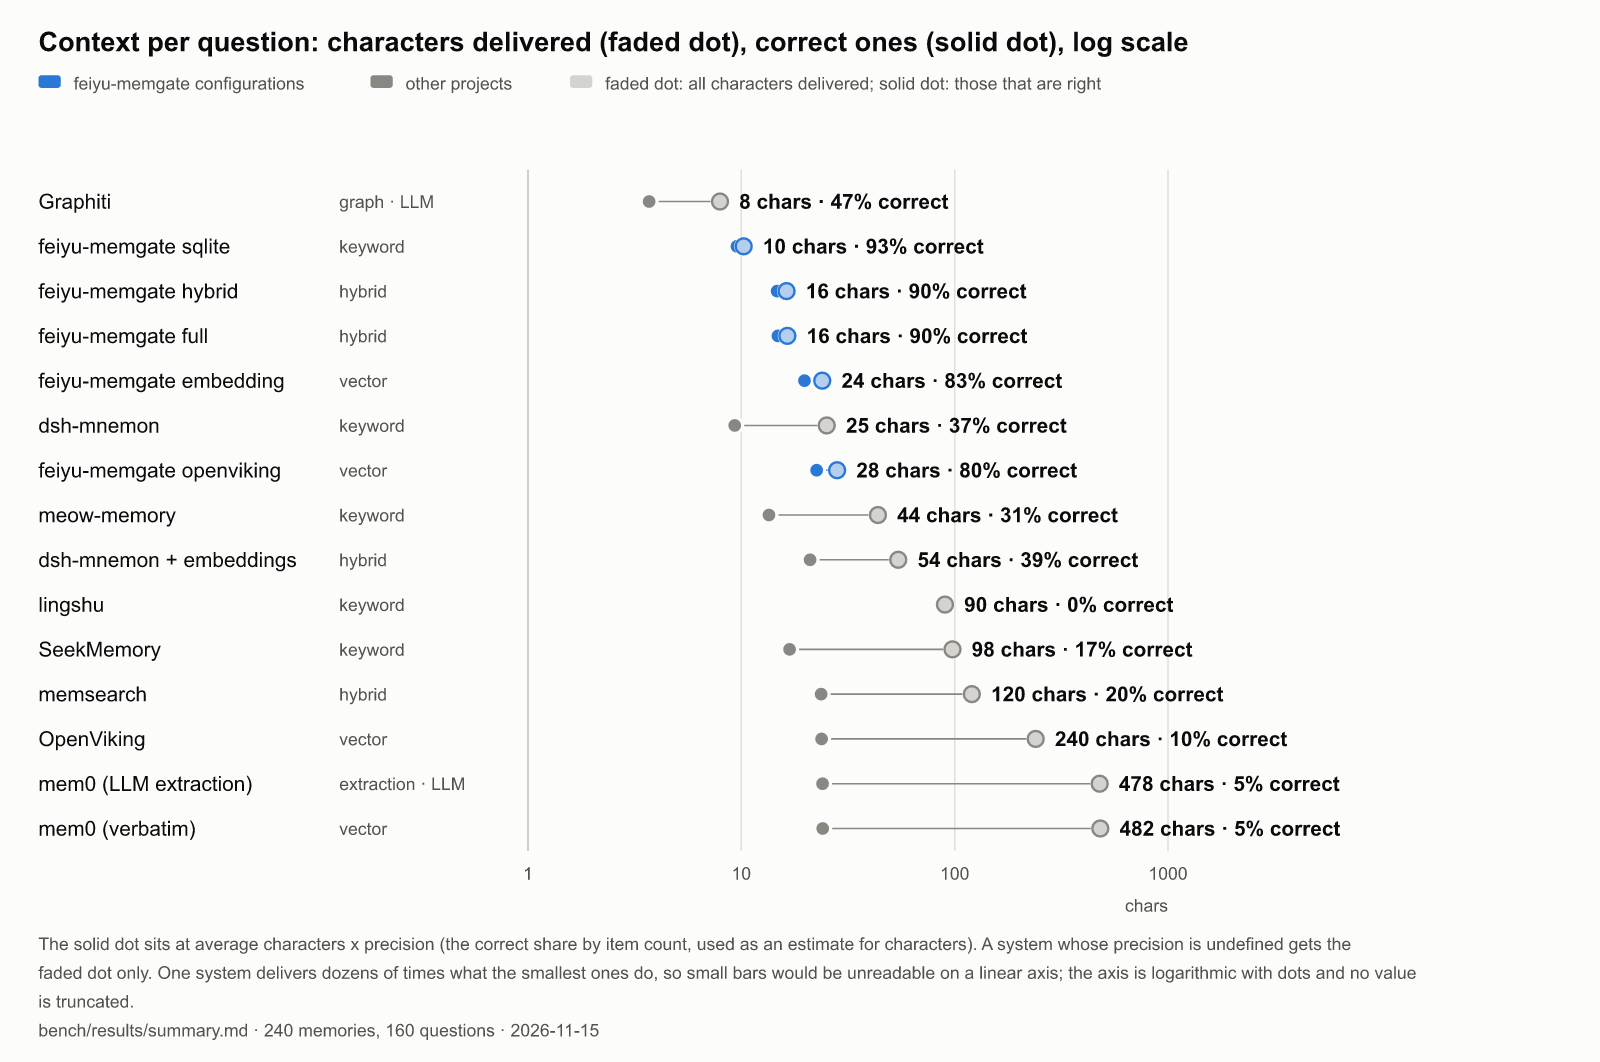 Context per question: characters delivered (faded dot), correct ones (solid dot), log scale
feiyu-memgate configurations
other projects
faded dot: all characters delivered; solid dot: those that are right
Graphiti graph · LLM 8 chars · 47% correct
feiyu-memgate sqlite keyword 10 chars · 93% correct
feiyu-memgate hybrid hybrid 16 chars · 90% correct
feiyu-memgate full hybrid 16 chars · 90% correct
feiyu-memgate embedding vector 24 chars · 83% correct
dsh-mnemon keyword 25 chars · 37% correct
feiyu-memgate openviking vector 28 chars · 80% correct
meow-memory keyword 44 chars · 31% correct
dsh-mnemon + embeddings hybrid 54 chars · 39% correct
lingshu keyword 90 chars · 0% correct
SeekMemory keyword 98 chars · 17% correct
memsearch hybrid 120 chars · 20% correct
OpenViking vector 240 chars · 10% correct
mem0 (LLM extraction) extraction · LLM 478 chars · 5% correct
mem0 (verbatim) vector 482 chars · 5% correct
1 10 100 1000
chars
The solid dot sits at average characters x precision (the correct share by item count, used as an estimate for characters). A system whose precision is undefined gets the
faded dot only. One system delivers dozens of times what the smallest ones do, so small bars would be unreadable on a linear axis; the axis is logarithmic with dots and no value
is truncated.
bench/results/summary.md · 240 memories, 160 questions · 2026-11-15